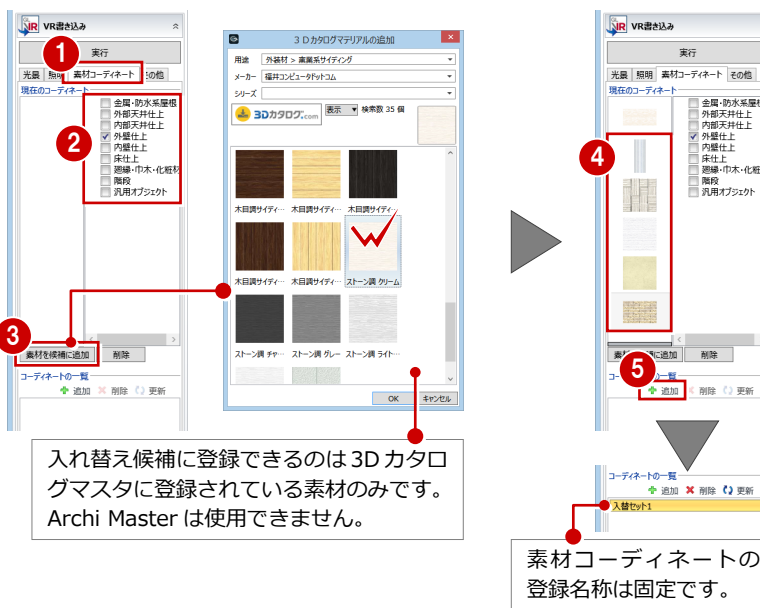 VR書き込み
1
実行
光景 照明 素材コーディネート その他
現在のコーディネート
金属・防水系屋根
外部天井仕上
内部天井仕上
2
外壁仕上
内壁仕上
床仕上
廻縁・巾木・化粧材
階段
汎用オブジェクト
3
素材を候補に追加 削除
コーディネートの一覧
追加 削除 更新
3Dカタログマテリアルの追加
用途 外装材 > 窯業系サイディング
メーカー 福井コンピュータドットコム
シリーズ
3Dカタログ.com 表示 検索数 35 個
木目調サイディ… 木目調サイディ… 木目調サイディ…
木目調サイディ… 木目調サイディ… ストーン調 クリーム
ストーン調 チャ… ストーン調 グレー ストーン調 ライト…
OK キャンセル
入れ替え候補に登録できるのは3Dカタロ
グマスタに登録されている素材のみです。
Archi Master は使用できません。
VR書き込み
実行
光景 照明 素材コーディネート その他
現在のコーディネート
金属・防水系屋根
外部天井仕上
内部天井仕上
4
外壁仕上
内壁仕上
床仕上
廻縁・巾木・化粧
階段
汎用オブジェクト
に追加 削除
5
の一覧
追加 削除 更新
コーディネートの一覧
追加 削除 更新
入替セット1
素材コーディネートの
登録名称は固定です。